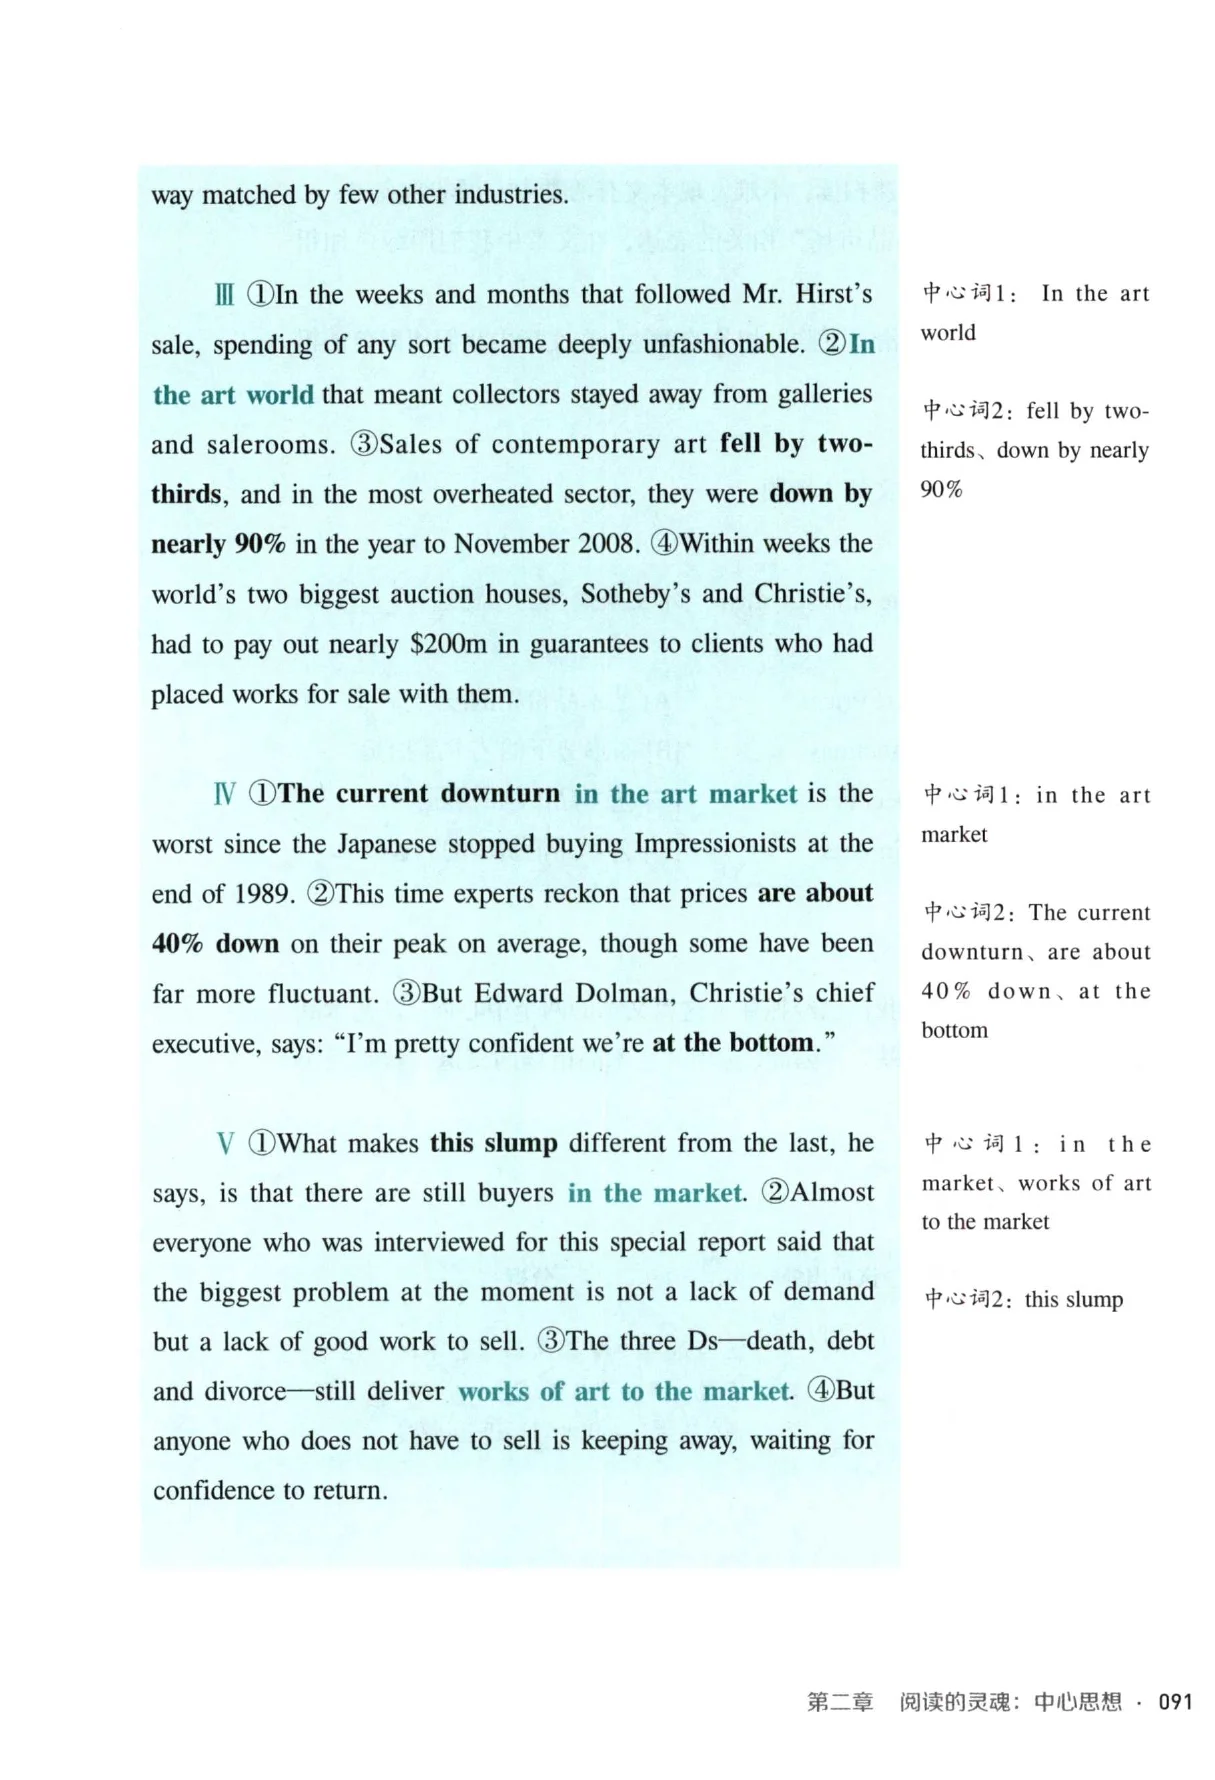 way matched by few other industries.
Ⅲ ①In the weeks and months that followed Mr. Hirst's
sale, spending of any sort became deeply unfashionable. ②In
the art world that meant collectors stayed away from galleries
and salerooms. ③Sales of contemporary art fell by two-
thirds, and in the most overheated sector, they were down by
nearly 90% in the year to November 2008. ④Within weeks the
world's two biggest auction houses, Sotheby's and Christie's,
had to pay out nearly $200m in guarantees to clients who had
placed works for sale with them.
中心词1: In the art
world
中心词2: fell by two-
thirds、down by nearly
90%
Ⅳ ①The current downturn in the art market is the
worst since the Japanese stopped buying Impressionists at the
end of 1989. ②This time experts reckon that prices are about
40% down on their peak on average, though some have been
far more fluctuant. ③But Edward Dolman, Christie's chief
executive, says: “I'm pretty confident we're at the bottom.”
中心词1: in the art
market
中心词2: The current
downturn、are about
40% down、at the
bottom
Ⅴ ①What makes this slump different from the last, he
says, is that there are still buyers in the market. ②Almost
everyone who was interviewed for this special report said that
the biggest problem at the moment is not a lack of demand
but a lack of good work to sell. ③The three Ds—death, debt
and divorce—still deliver works of art to the market. ④But
anyone who does not have to sell is keeping away, waiting for
confidence to return.
中心词1: in the
market、works of art
to the market
中心词2: this slump
第二章 阅读的灵魂：中心思想 · 091